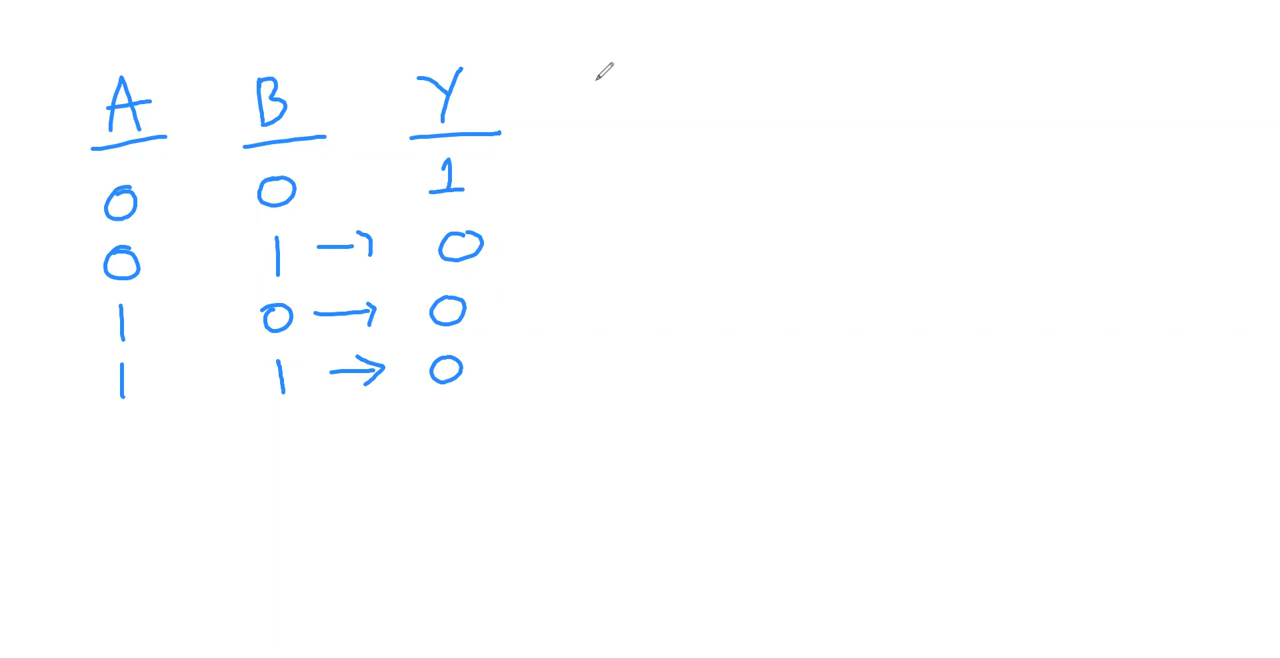 A B Y
0 0 1
0 1 → 0
1 0 → 0
1 1 → 0